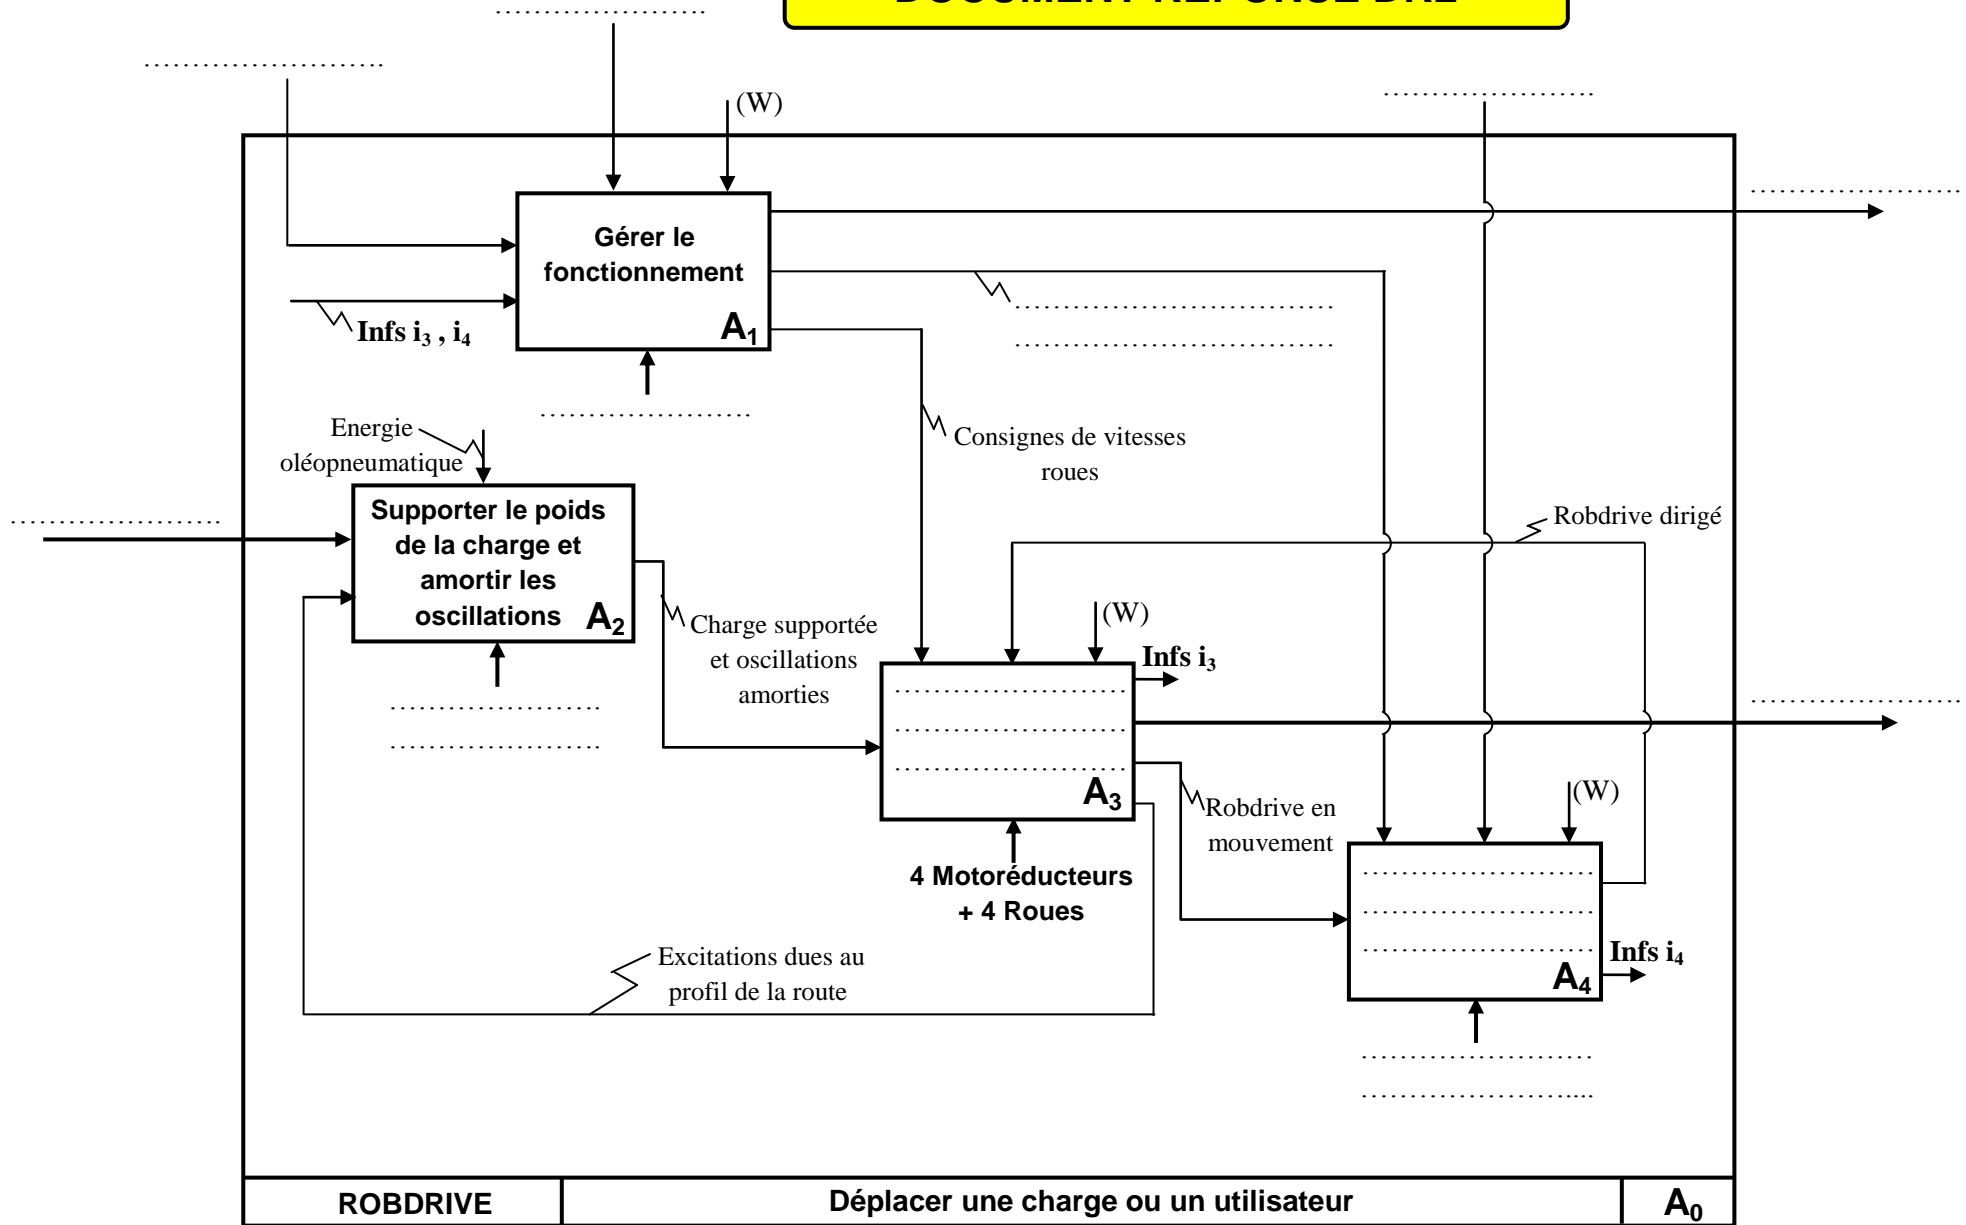 (W)
Gérer le
fonctionnement
A1
Infs i3 , i4
Energie
oléopneumatique
Consignes de vitesses
roues
Supporter le poids
de la charge et
amortir les
oscillations
A2
Robdrive dirigé
Charge supportée
et oscillations
amorties
(W)
Infs i3
A3
Robdrive en
mouvement
(W)
4 Motoréducteurs
+ 4 Roues
Infs i4
A4
Excitations dues au
profil de la route
ROBDRIVE
Déplacer une charge ou un utilisateur
A0